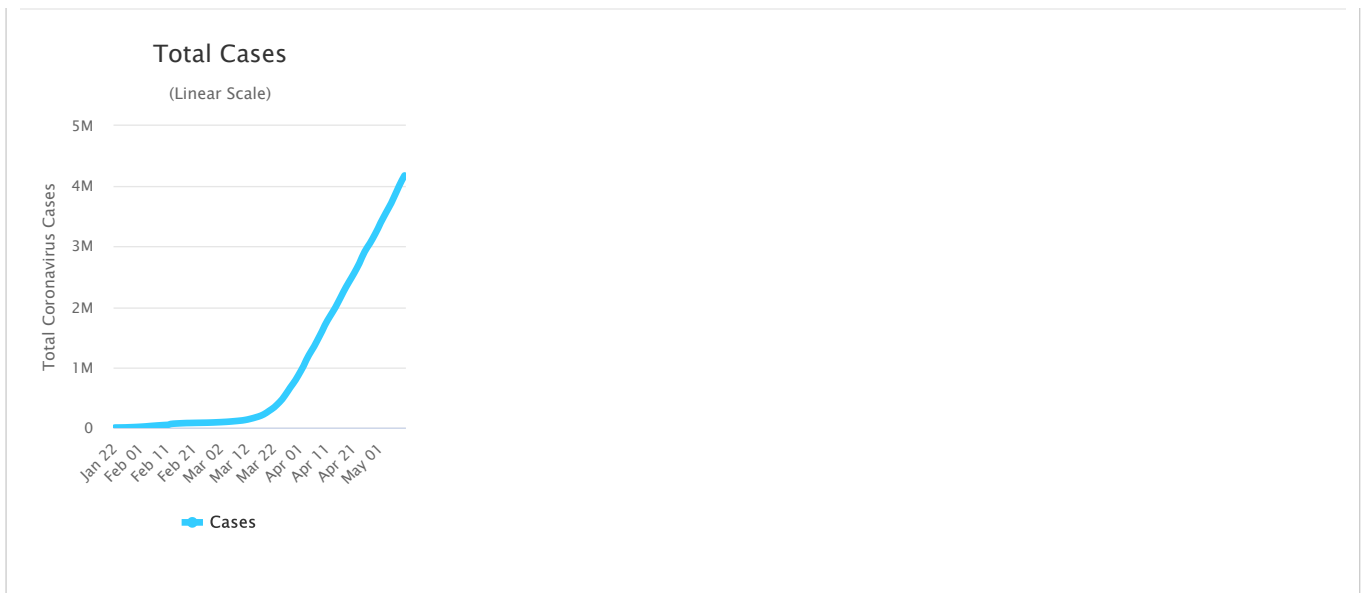 Total Cases
(Linear Scale)
Total Coronavirus Cases
5M
4M
3M
2M
1M
0
Jan 22
Feb 01
Feb 11
Feb 21
Mar 02
Mar 12
Mar 22
Apr 01
Apr 11
Apr 21
May 01
Cases